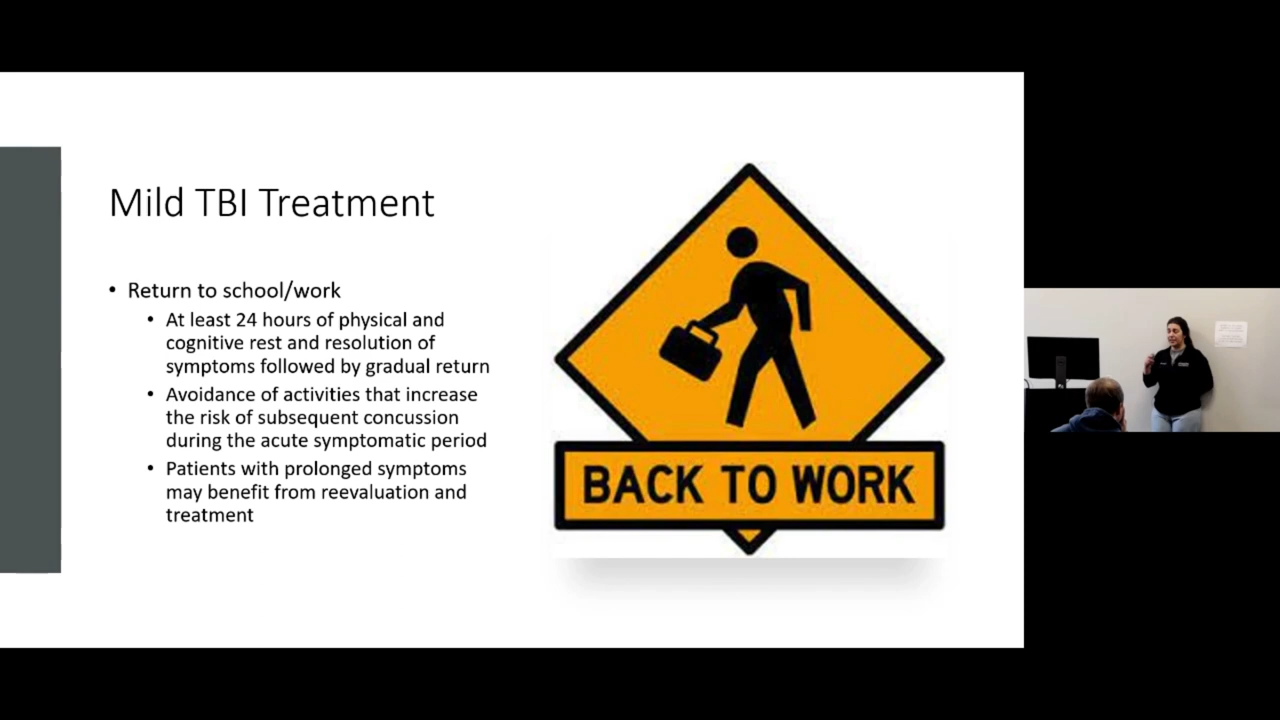 Mild TBI Treatment
• Return to school/work
• At least 24 hours of physical and
cognitive rest and resolution of
symptoms followed by gradual return
• Avoidance of activities that increase
the risk of subsequent concussion
during the acute symptomatic period
• Patients with prolonged symptoms
may benefit from reevaluation and
treatment
BACK TO WORK